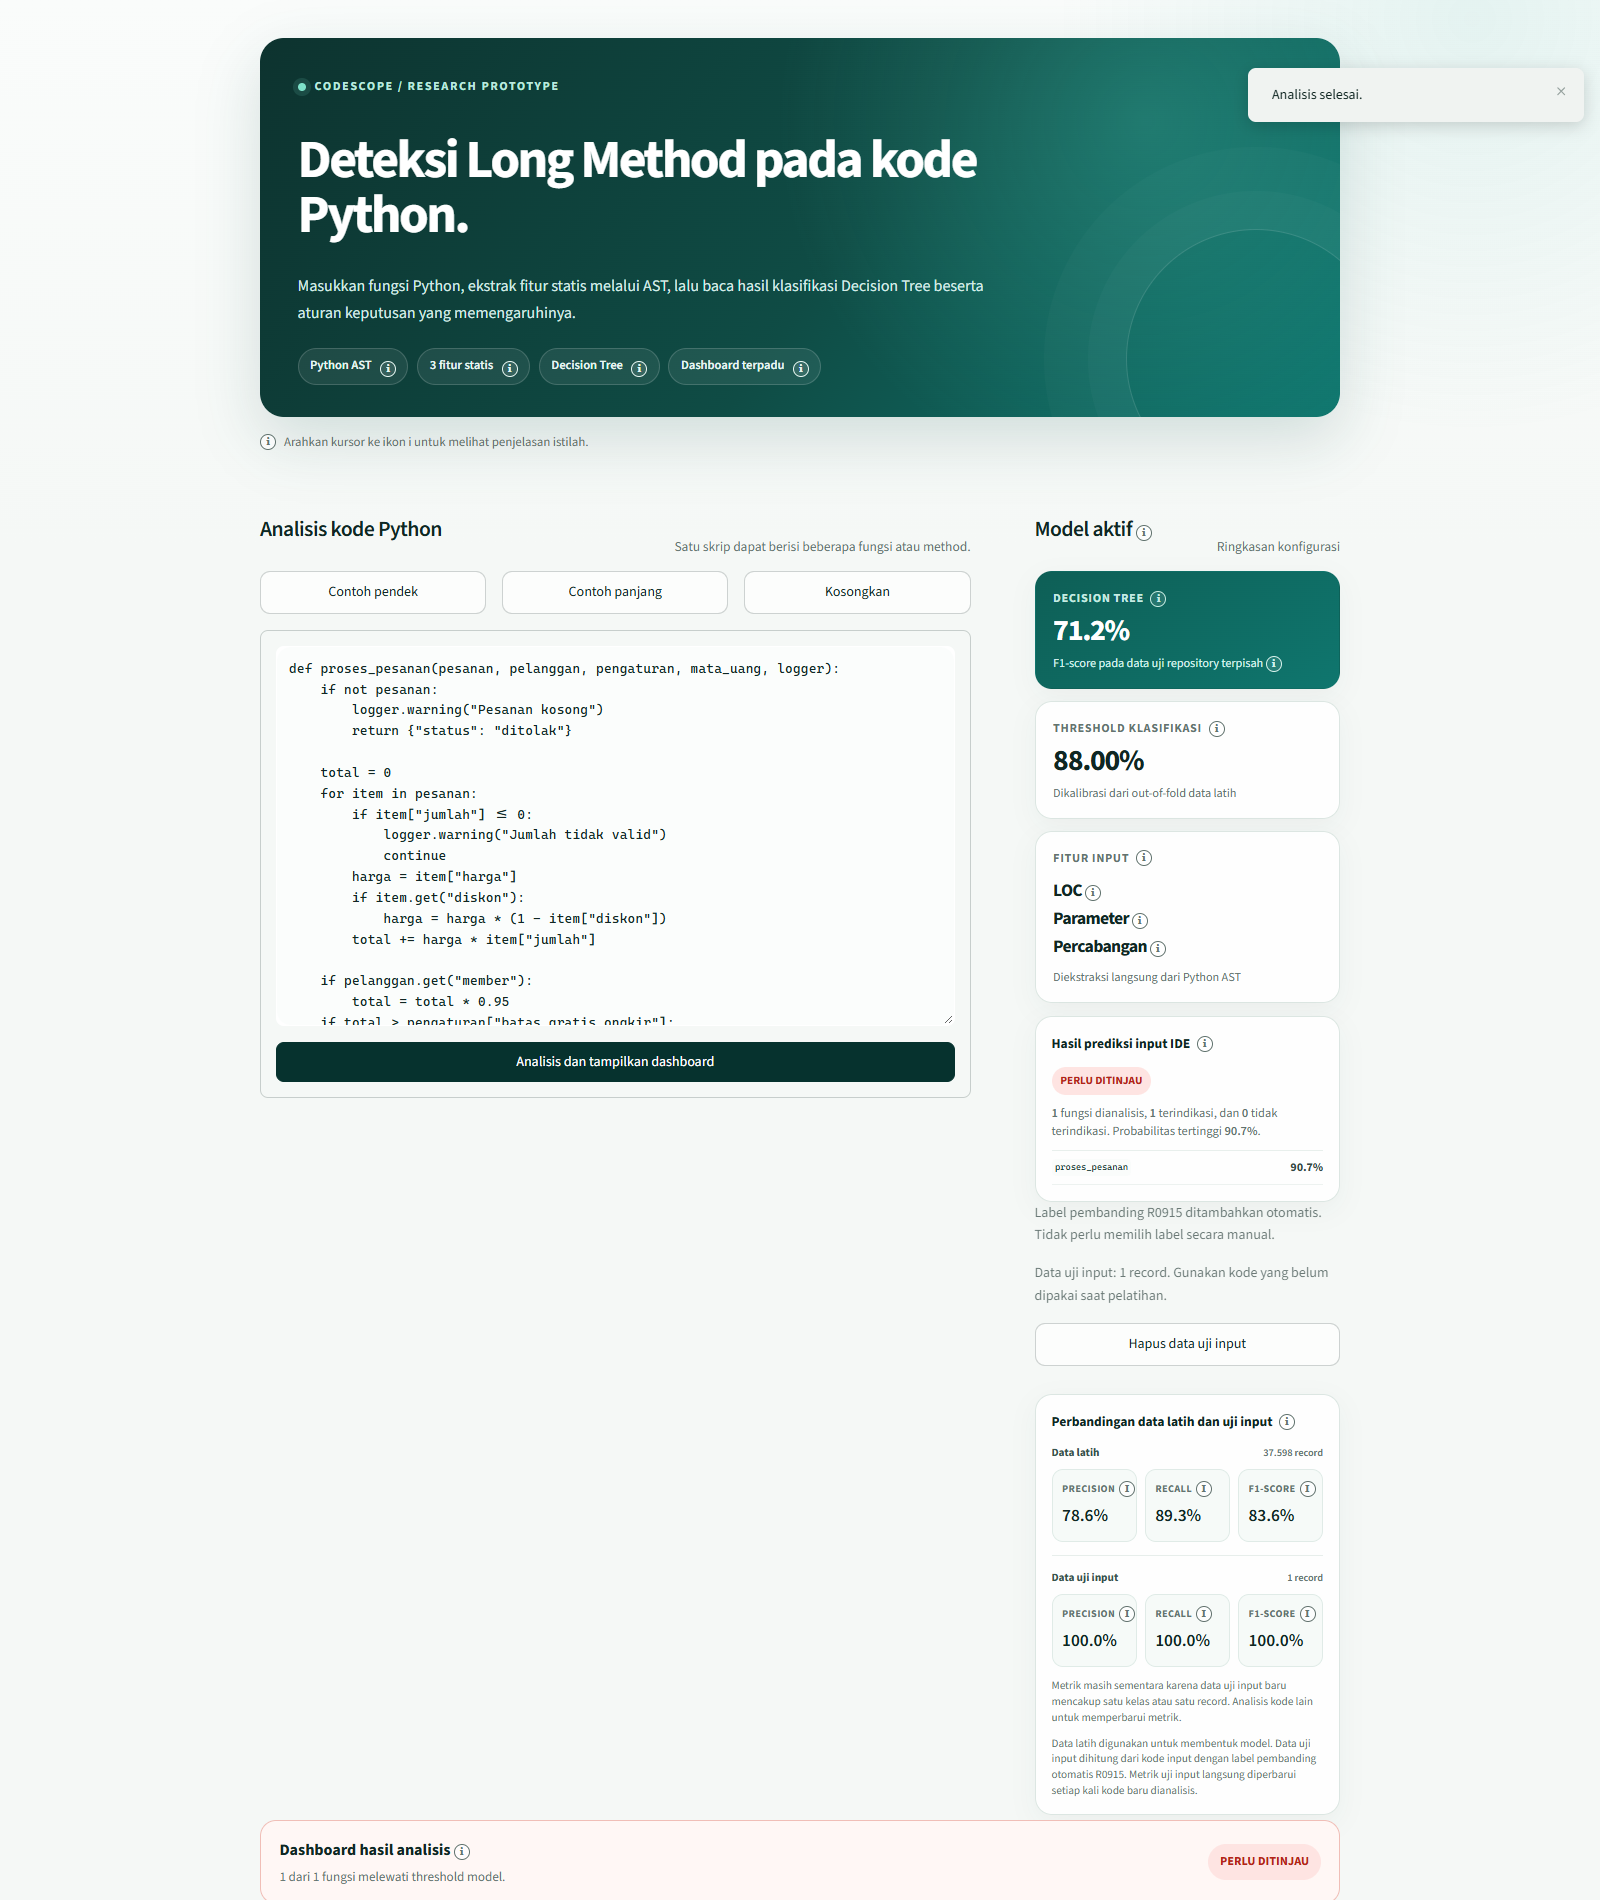 CODESCOPE / RESEARCH PROTOTYPE
Deteksi Long Method pada kode
Python.
Masukkan fungsi Python, ekstrak fitur statis melalui AST, lalu baca hasil klasifikasi Decision Tree beserta
aturan keputusan yang memengaruhinya.
Python AST
3 fitur statis
Decision Tree
Dashboard terpadu
Analisis selesai.
Arahkan kursor ke ikon i untuk melihat penjelasan istilah.
Analisis kode Python
Satu skrip dapat berisi beberapa fungsi atau method.
Contoh pendek
Contoh panjang
Kosongkan
def proses_pesanan(pesanan, pelanggan, pengaturan, mata_uang, logger):
    if not pesanan:
        logger.warning("Pesanan kosong")
        return {"status": "ditolak"}
    total = 0
    for item in pesanan:
        if item["jumlah"] ≤ 0:
            logger.warning("Jumlah tidak valid")
            continue
        harga = item["harga"]
        if item.get("diskon"):
            harga = harga * (1 - item["diskon"])
        total += harga * item["jumlah"]
    if pelanggan.get("member"):
        total = total * 0.95
    if total > pengaturan["batas_gratis_ongkir"]:
Analisis dan tampilkan dashboard
Model aktif
Ringkasan konfigurasi
DECISION TREE
71.2%
F1-score pada data uji repository terpisah
THRESHOLD KLASIFIKASI
88.00%
Dikalibrasi dari out-of-fold data latih
FITUR INPUT
LOC
Parameter
Percabangan
Diekstraksi langsung dari Python AST
Hasil prediksi input IDE
PERLU DITINJAU
1 fungsi dianalisis, 1 terindikasi, dan 0 tidak
terindikasi. Probabilitas tertinggi 90.7%.
proses_pesanan 90.7%
Label pembanding R0915 ditambahkan otomatis.
Tidak perlu memilih label secara manual.
Data uji input: 1 record. Gunakan kode yang belum
dipakai saat pelatihan.
Hapus data uji input
Perbandingan data latih dan uji input
Data latih 37.598 record
PRECISION RECALL F1-SCORE
78.6% 89.3% 83.6%
Data uji input 1 record
PRECISION RECALL F1-SCORE
100.0% 100.0% 100.0%
Metrik masih sementara karena data uji input baru
mencakup satu kelas atau satu record. Analisis kode lain
untuk memperbarui metrik.
Data latih digunakan untuk membentuk model. Data uji
input dihitung dari kode input dengan label pembanding
otomatis R0915. Metrik uji input langsung diperbarui
setiap kali kode baru dianalisis.
Dashboard hasil analisis
1 dari 1 fungsi melewati threshold model.
PERLU DITINJAU